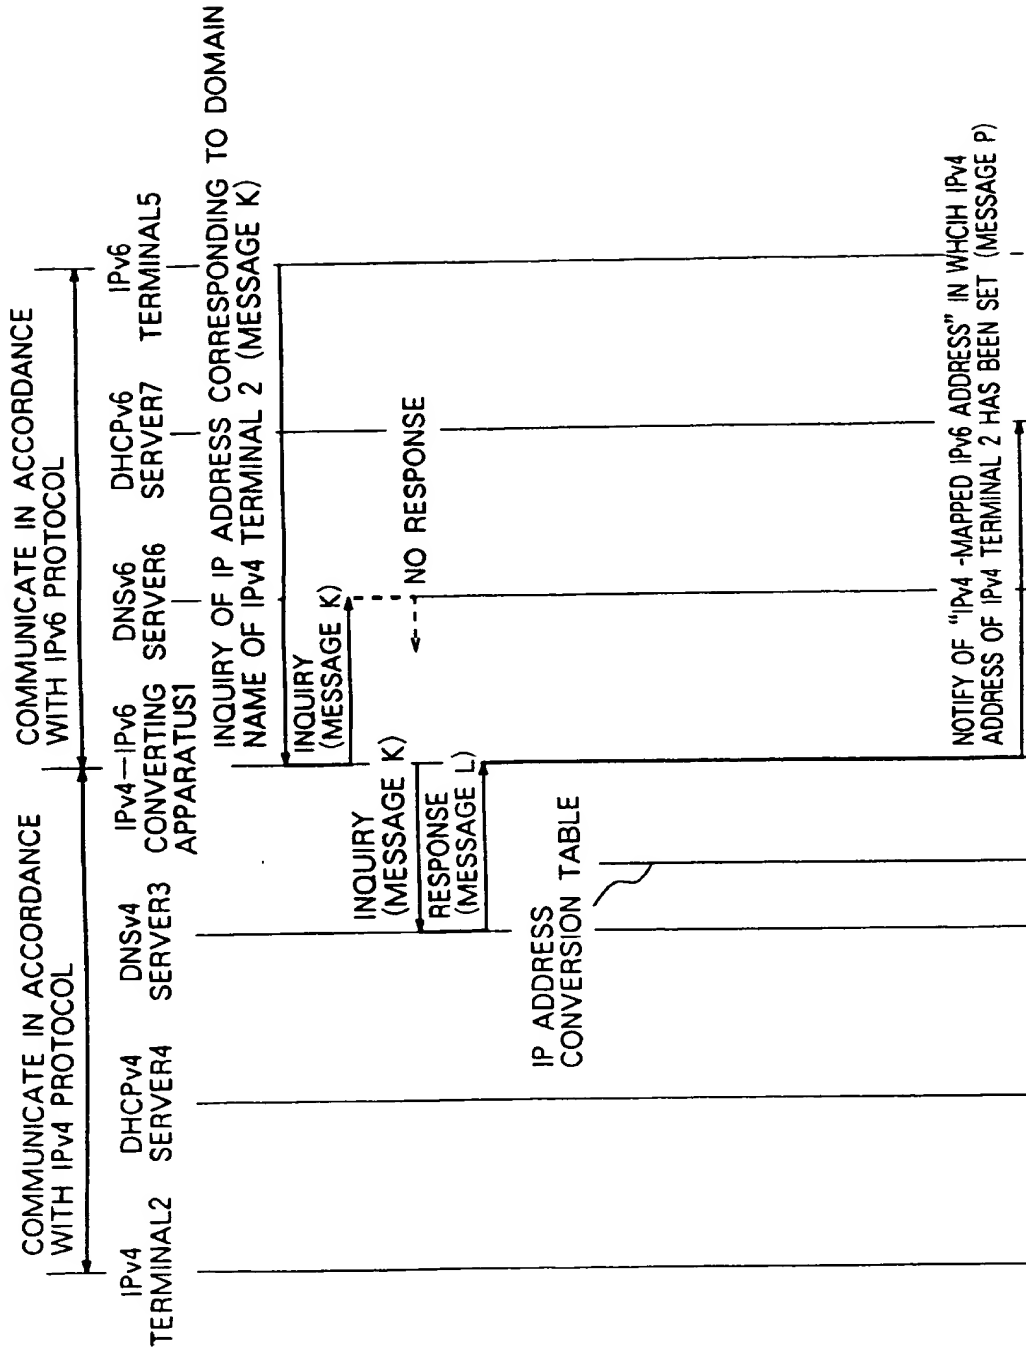 COMMUNICATE IN ACCORDANCE
WITH IPv4 PROTOCOL
COMMUNICATE IN ACCORDANCE
WITH IPv6 PROTOCOL
IPv4
TERMINAL2
DHCPv4
SERVER4
DNSv4
SERVER3
IPv4—IPv6
CONVERTING
APPARATUS1
DNSv6
SERVER6
DHCPv6
SERVER7
IPv6
TERMINAL5
INQUIRY OF IP ADDRESS CORRESPONDING TO DOMAIN
NAME OF IPv4 TERMINAL 2 (MESSAGE K)
INQUIRY
(MESSAGE K)
NO RESPONSE
INQUIRY
(MESSAGE K)
RESPONSE
(MESSAGE L)
IP ADDRESS
CONVERSION TABLE
NOTIFY OF "IPv4 -MAPPED IPv6 ADDRESS" IN WHCIH IPv4
ADDRESS OF IPv4 TERMINAL 2 HAS BEEN SET (MESSAGE P)